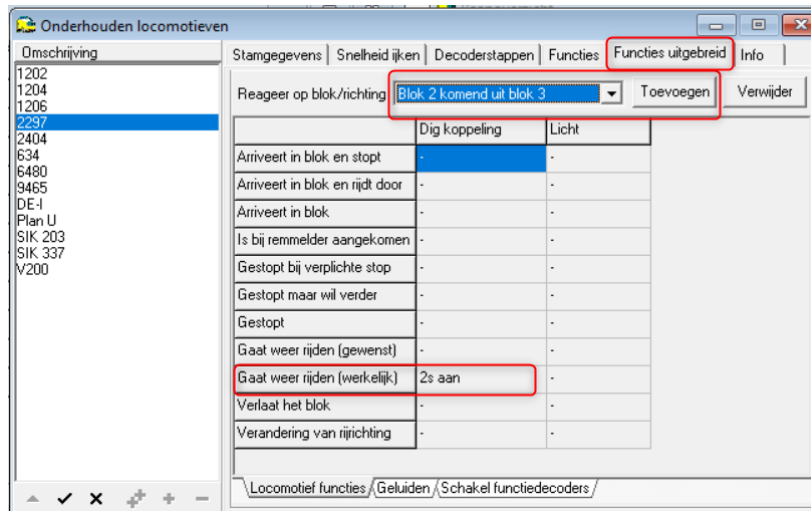 Onderhouden locomotieven
Omschrijving
Stamgegevens Snelheid ijken Decoderstappen Functies Functies uitgebreid Info
1202
1204
1206
2297
2404
634
6480
9465
DE-I
Plan U
SIK 203
SIK 337
V200
Reageer op blok/richting Blok 2 komend uit blok 3 Toevoegen Verwijder
Dig koppeling Licht
Arriveert in blok en stopt - -
Arriveert in blok en rijdt door - -
Arriveert in blok - -
Is bij remmelder aangekomen - -
Gestopt bij verplichte stop - -
Gestopt maar wil verder - -
Gestopt - -
Gaat weer rijden (gewenst) - -
Gaat weer rijden (werkelijk) 2s aan -
Verlaat het blok - -
Verandering van rijrichting - -
Locomotief functies Geluiden Schakel functiedecoders